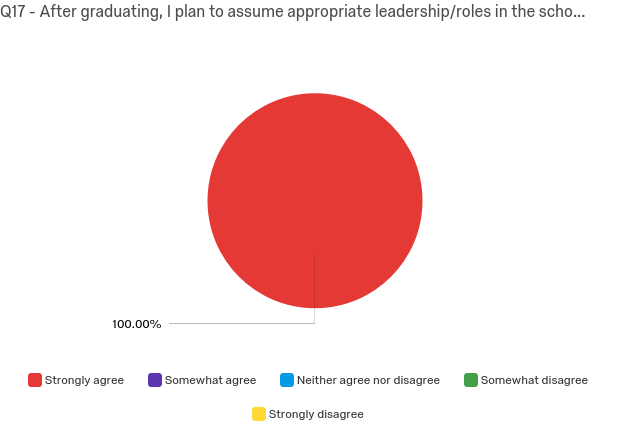 Q17 - After graduating, I plan to assume appropriate leadership/roles in the scho...
100.00%
Strongly agree Somewhat agree Neither agree nor disagree Somewhat disagree
Strongly disagree